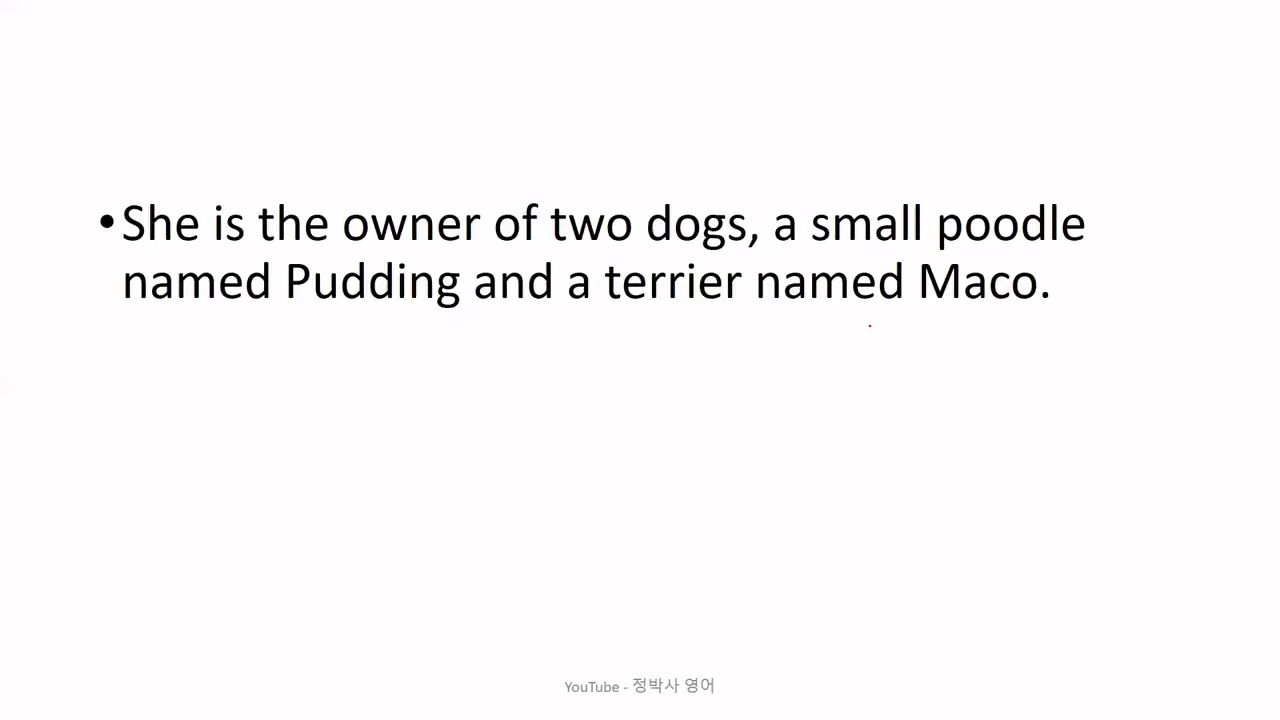 •She is the owner of two dogs, a small poodle
named Pudding and a terrier named Maco.
YouTube - 정박사 영어